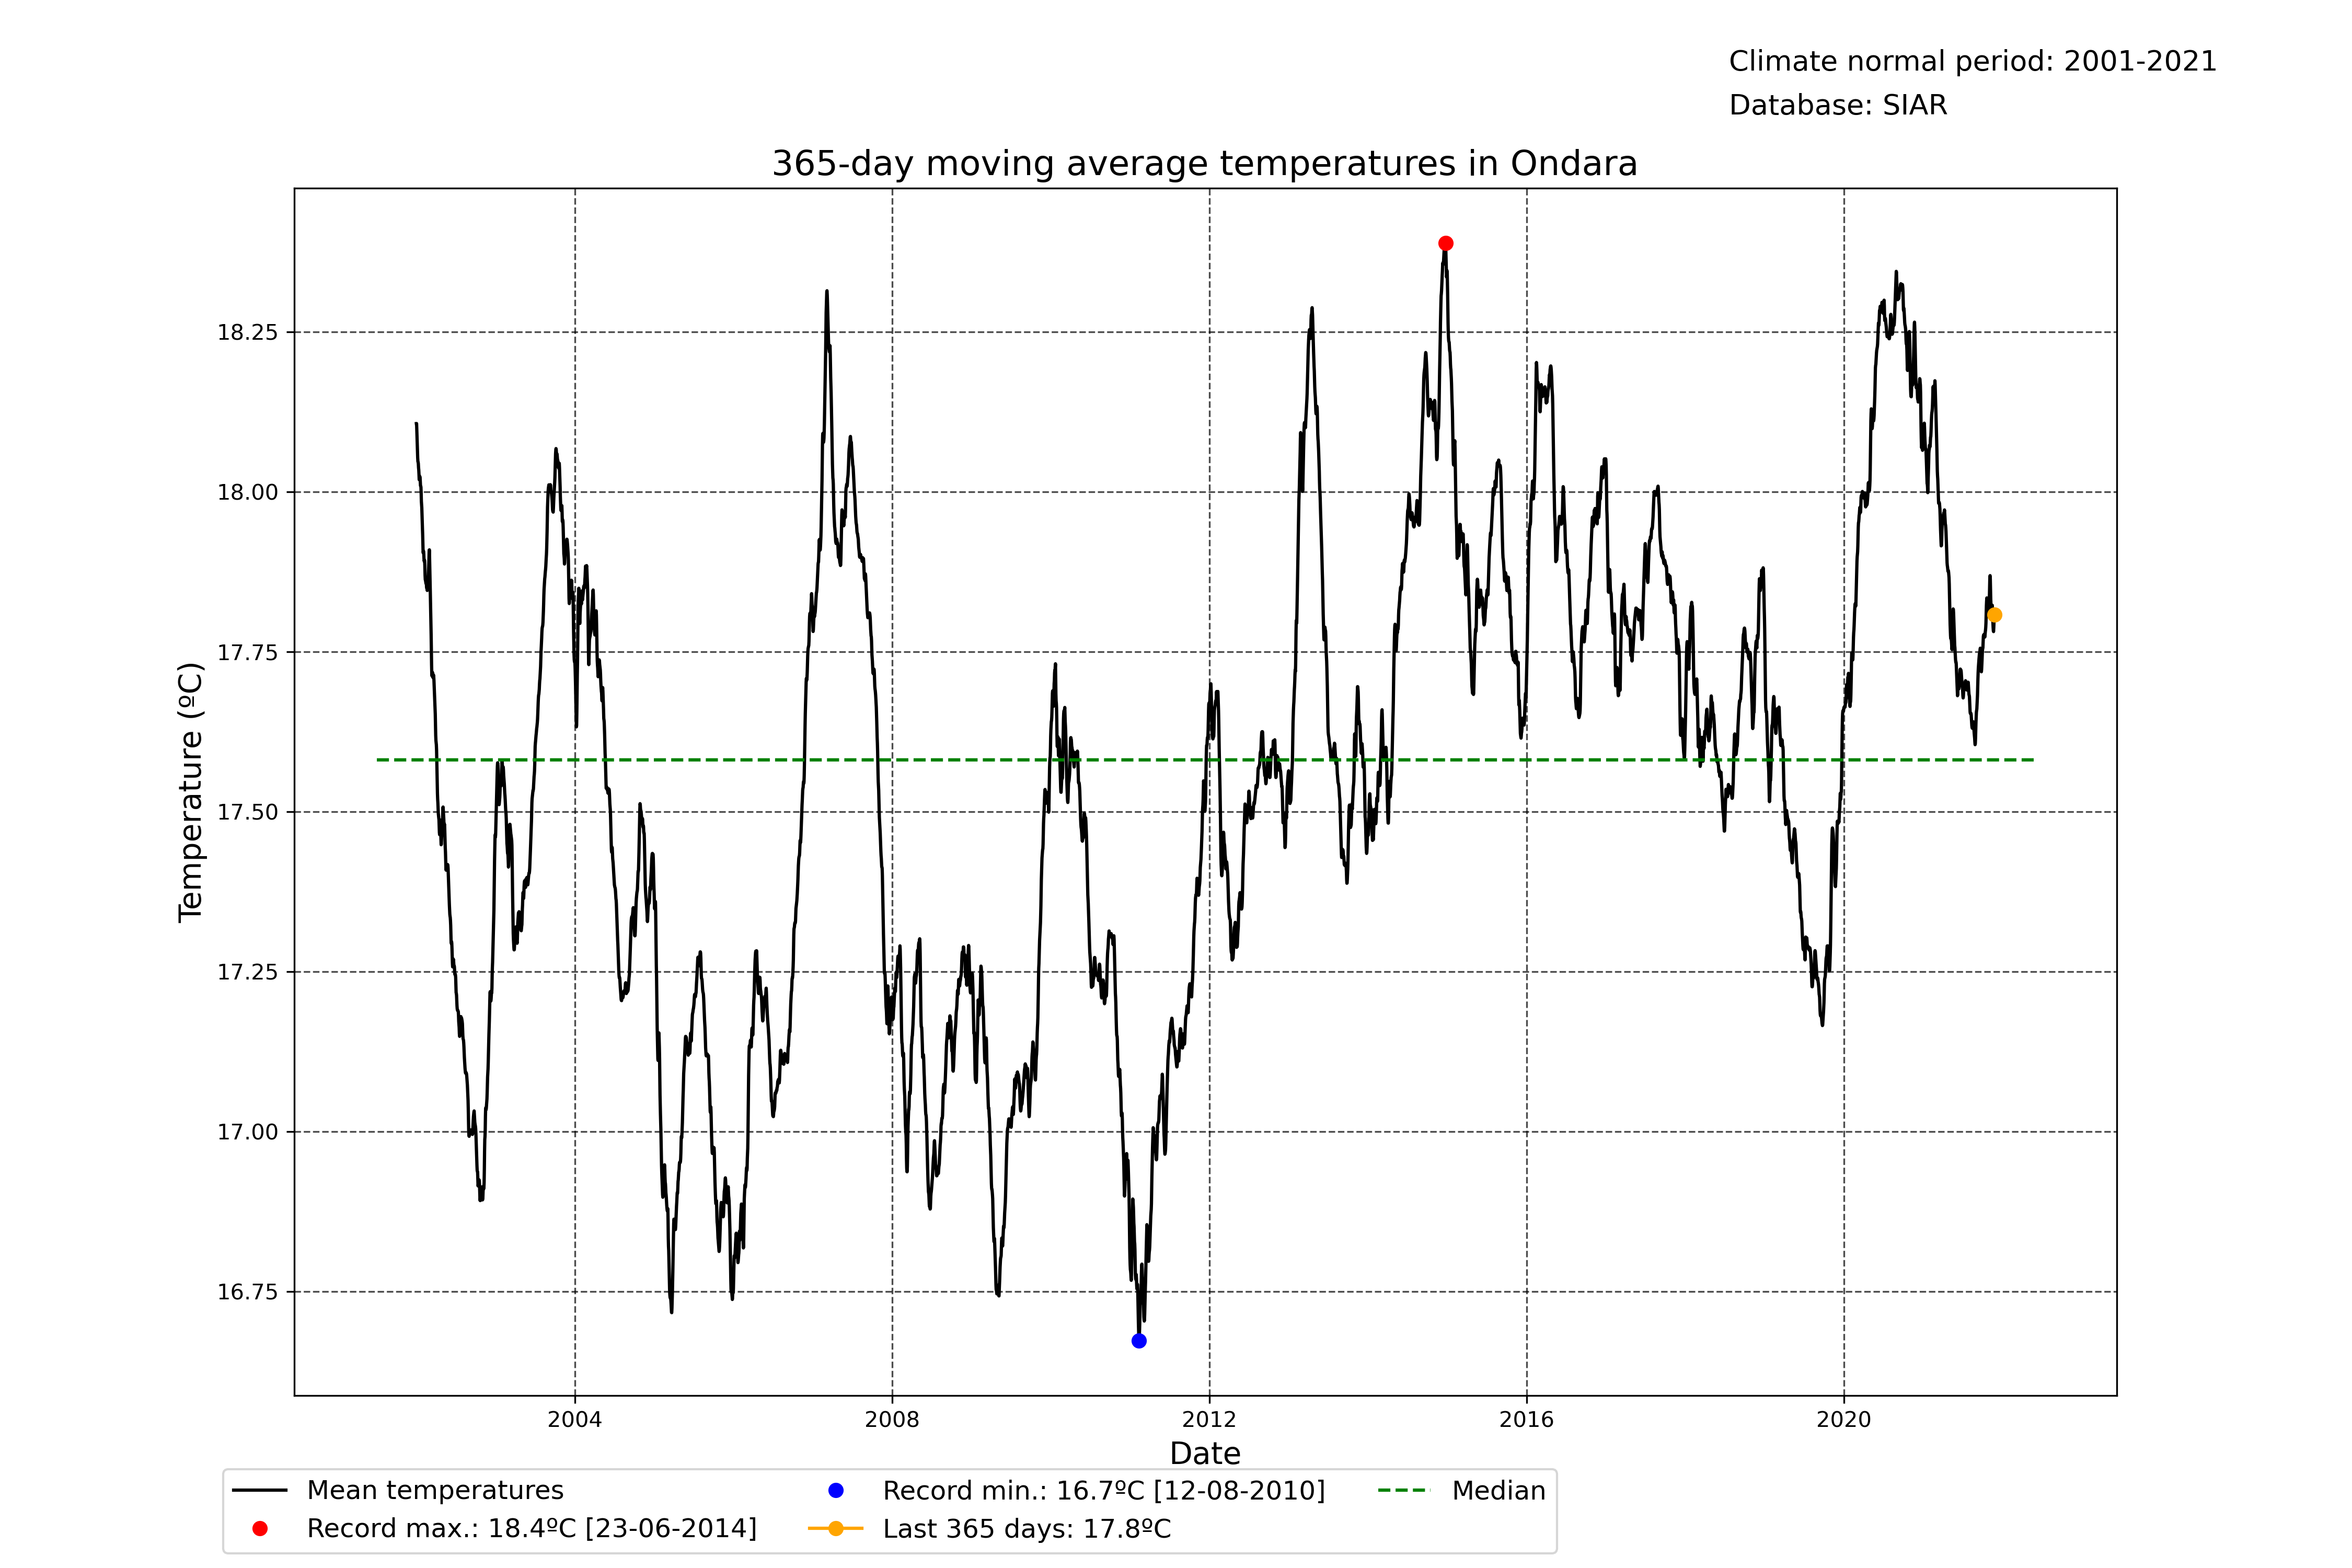 Climate normal period: 2001-2021
Database: SIAR
365-day moving average temperatures in Ondara
Temperature (ºC)
18.25
18.00
17.75
17.50
17.25
17.00
16.75
2004 2008 2012 2016 2020
Date
Mean temperatures
Record max.: 18.4ºC [23-06-2014]
Record min.: 16.7ºC [12-08-2010]
Last 365 days: 17.8ºC
Median